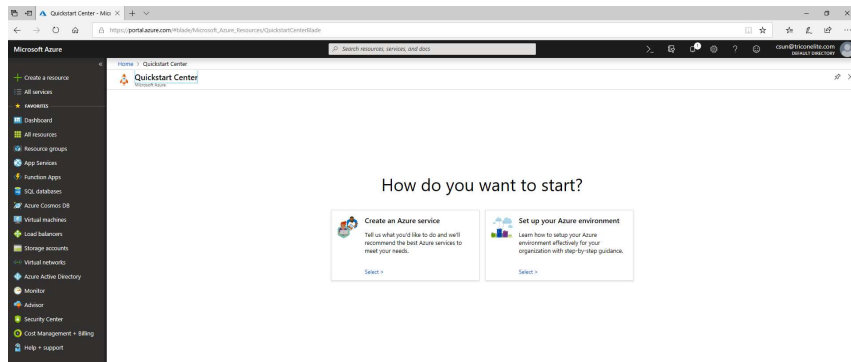 Quickstart Center - Mic
https://portal.azure.com/#blade/Microsoft_Azure_Resources/QuickstartCenterBlade
Microsoft Azure
Search resources, services, and docs
1
csun@triconelite.com
DEFAULT DIRECTORY
Home > Quickstart Center
Quickstart Center
Microsoft Azure
Create a resource
All services
FAVORITES
Dashboard
All resources
Resource groups
App Services
Function Apps
SQL databases
Azure Cosmos DB
Virtual machines
Load balancers
Storage accounts
Virtual networks
Azure Active Directory
Monitor
Advisor
Security Center
Cost Management + Billing
Help + support
How do you want to start?
Create an Azure service
Tell us what you'd like to do and we'll
recommend the best Azure services to
meet your needs.
Select >
Set up your Azure environment
Learn how to setup your Azure
environment effectively for your
organization with step-by-step guidance.
Select >